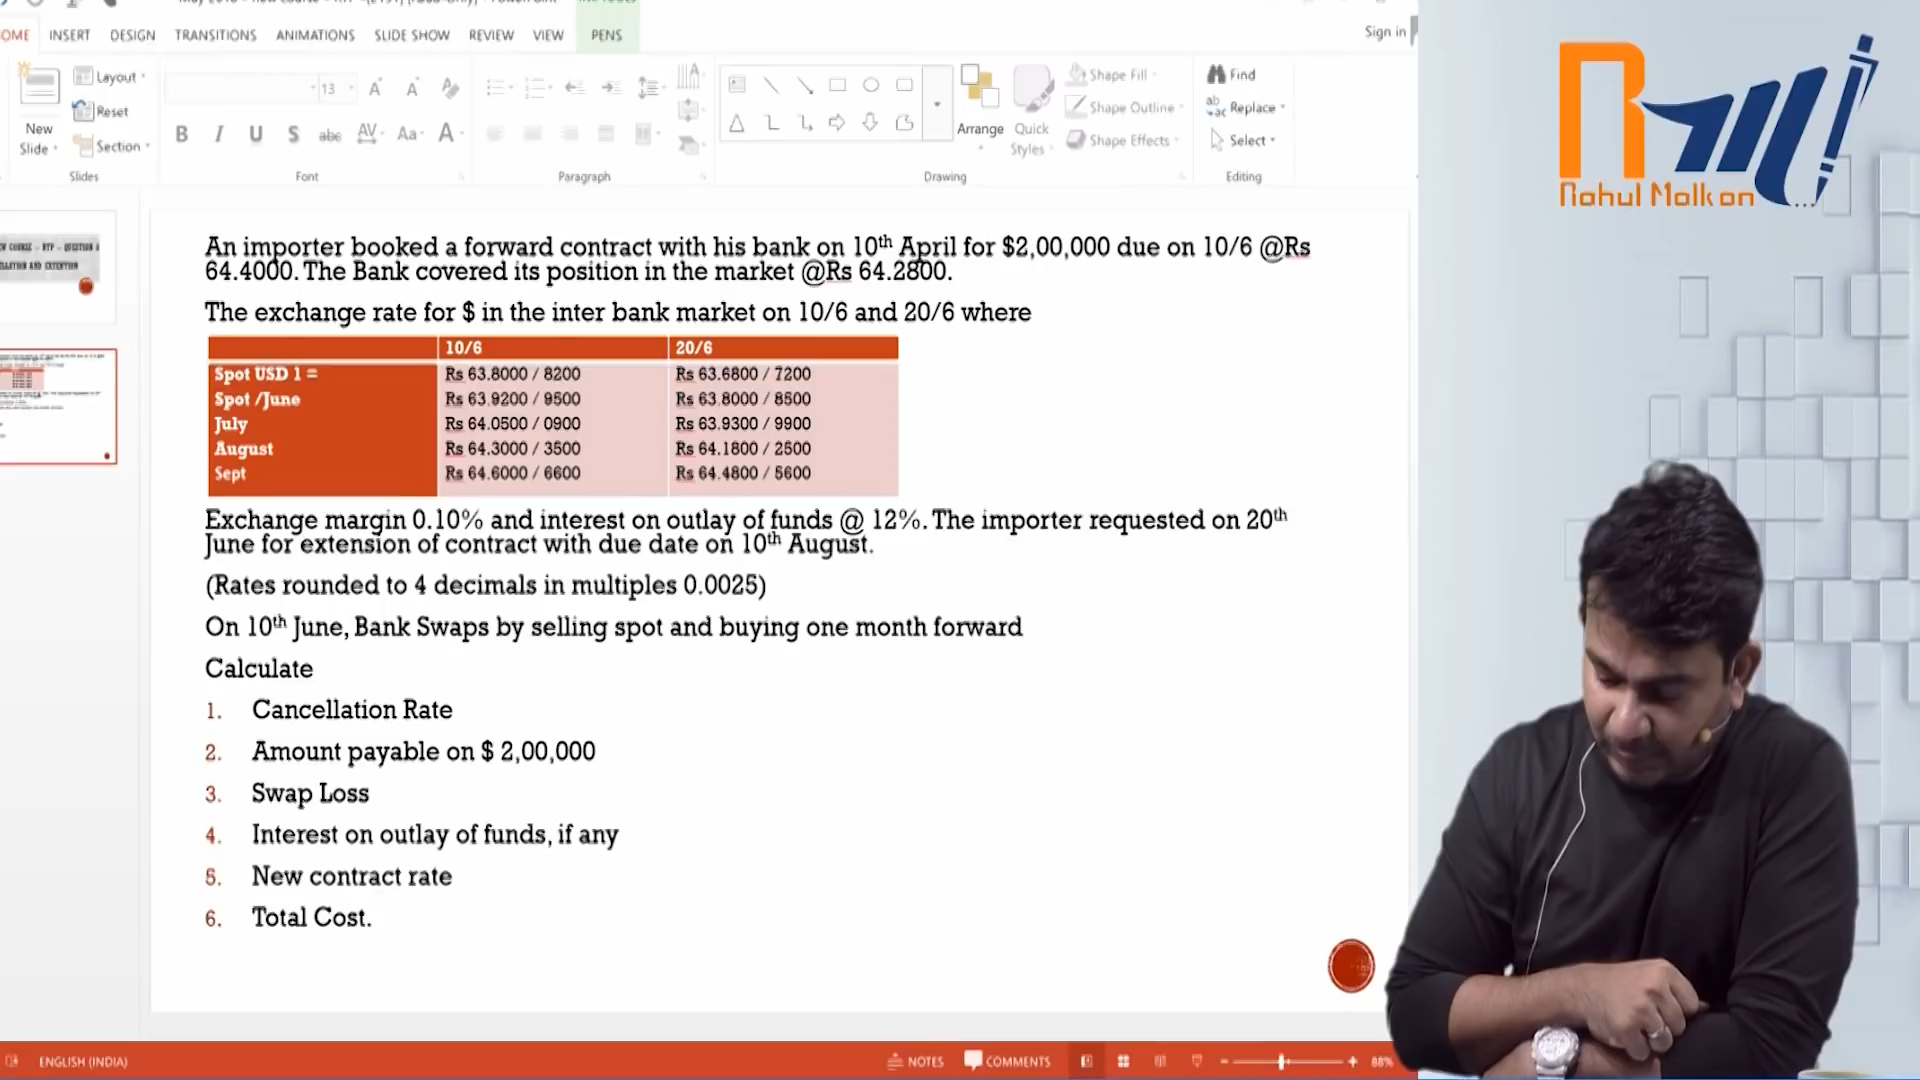 HOME INSERT DESIGN TRANSITIONS ANIMATIONS SLIDE SHOW REVIEW VIEW PENS Sign in
New Slide
Layout
Reset
Section
Slides
13
B I U S abc AV Aa A
Font
Paragraph
Arrange
Quick Styles
Shape Fill
Shape Outline
Shape Effects
Drawing
Find
Replace
Select
Editing
Rahul Malkan
An importer booked a forward contract with his bank on 10th April for $2,00,000 due on 10/6 @Rs
64.4000. The Bank covered its position in the market @Rs 64.2800.
The exchange rate for $ in the inter bank market on 10/6 and 20/6 where
10/6 20/6
Spot USD 1 = Rs 63.8000 / 8200 Rs 63.6800 / 7200
Spot /June Rs 63.9200 / 9500 Rs 63.8000 / 8500
July Rs 64.0500 / 0900 Rs 63.9300 / 9900
August Rs 64.3000 / 3500 Rs 64.1800 / 2500
Sept Rs 64.6000 / 6600 Rs 64.4800 / 5600
Exchange margin 0.10% and interest on outlay of funds @ 12%. The importer requested on 20th
June for extension of contract with due date on 10th August.
(Rates rounded to 4 decimals in multiples 0.0025)
On 10th June, Bank Swaps by selling spot and buying one month forward
Calculate
1. Cancellation Rate
2. Amount payable on $ 2,00,000
3. Swap Loss
4. Interest on outlay of funds, if any
5. New contract rate
6. Total Cost.
ENGLISH (INDIA) NOTES COMMENTS 88%